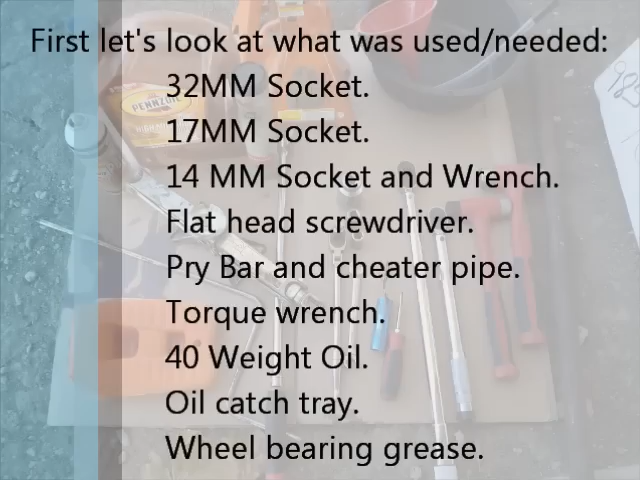 First let's look at what was used/needed:
32MM Socket.
17MM Socket.
14 MM Socket and Wrench.
Flat head screwdriver.
Pry Bar and cheater pipe.
Torque wrench.
40 Weight Oil.
Oil catch tray.
Wheel bearing grease.
PENNZOIL